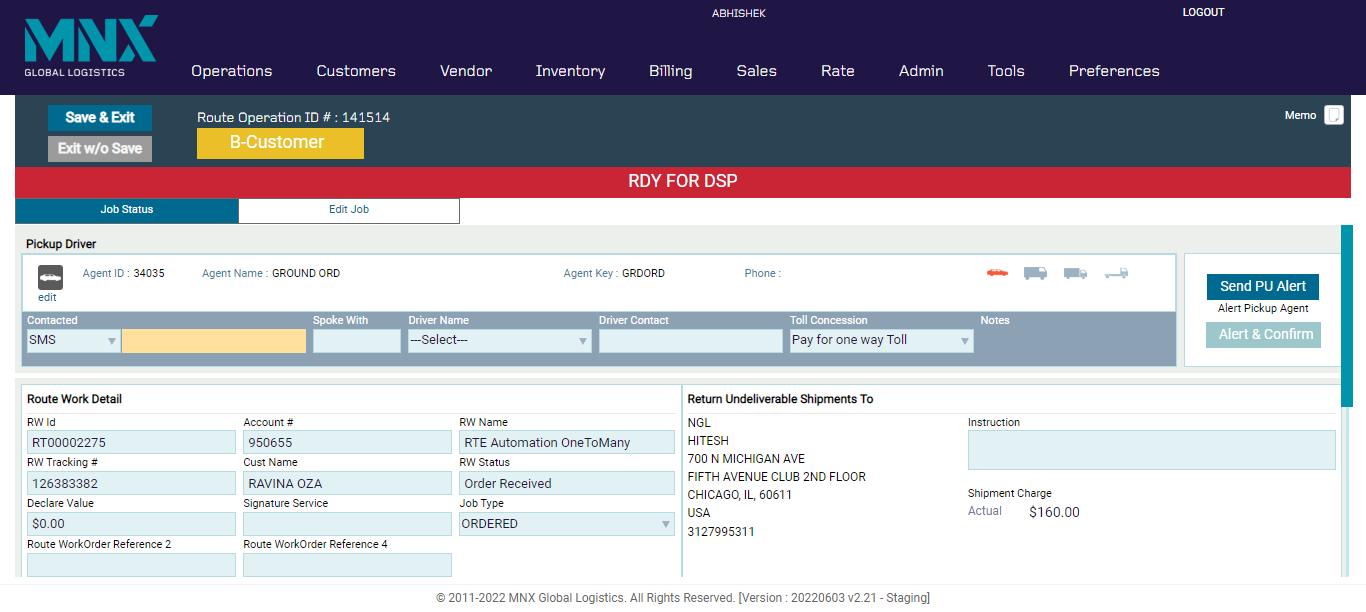 ABHISHEK
LOGOUT
MNX
GLOBAL LOGISTICS
Operations Customers Vendor Inventory Billing Sales Rate Admin Tools Preferences
Save & Exit
Route Operation ID # : 141514
Memo
Exit w/o Save
B-Customer
RDY FOR DSP
Job Status
Edit Job
Pickup Driver
edit
Agent ID : 34035
Agent Name : GROUND ORD
Agent Key : GRDORD
Phone :
Contacted
Spoke With
Driver Name
Driver Contact
Toll Concession
Notes
SMS
---Select---
Pay for one way Toll
Send PU Alert
Alert Pickup Agent
Alert & Confirm
Route Work Detail
RW Id
Account #
RW Name
RT00002275
950655
RTE Automation OneToMany
RW Tracking #
Cust Name
RW Status
126383382
RAVINA OZA
Order Received
Declare Value
Signature Service
Job Type
$0.00
ORDERED
Route WorkOrder Reference 2
Route WorkOrder Reference 4
Return Undeliverable Shipments To
NGL
HITESH
700 N MICHIGAN AVE
FIFTH AVENUE CLUB 2ND FLOOR
CHICAGO, IL, 60611
USA
3127995311
Instruction
Shipment Charge
Actual $160.00
© 2011-2022 MNX Global Logistics. All Rights Reserved. [Version : 20220603 v2.21 - Staging]